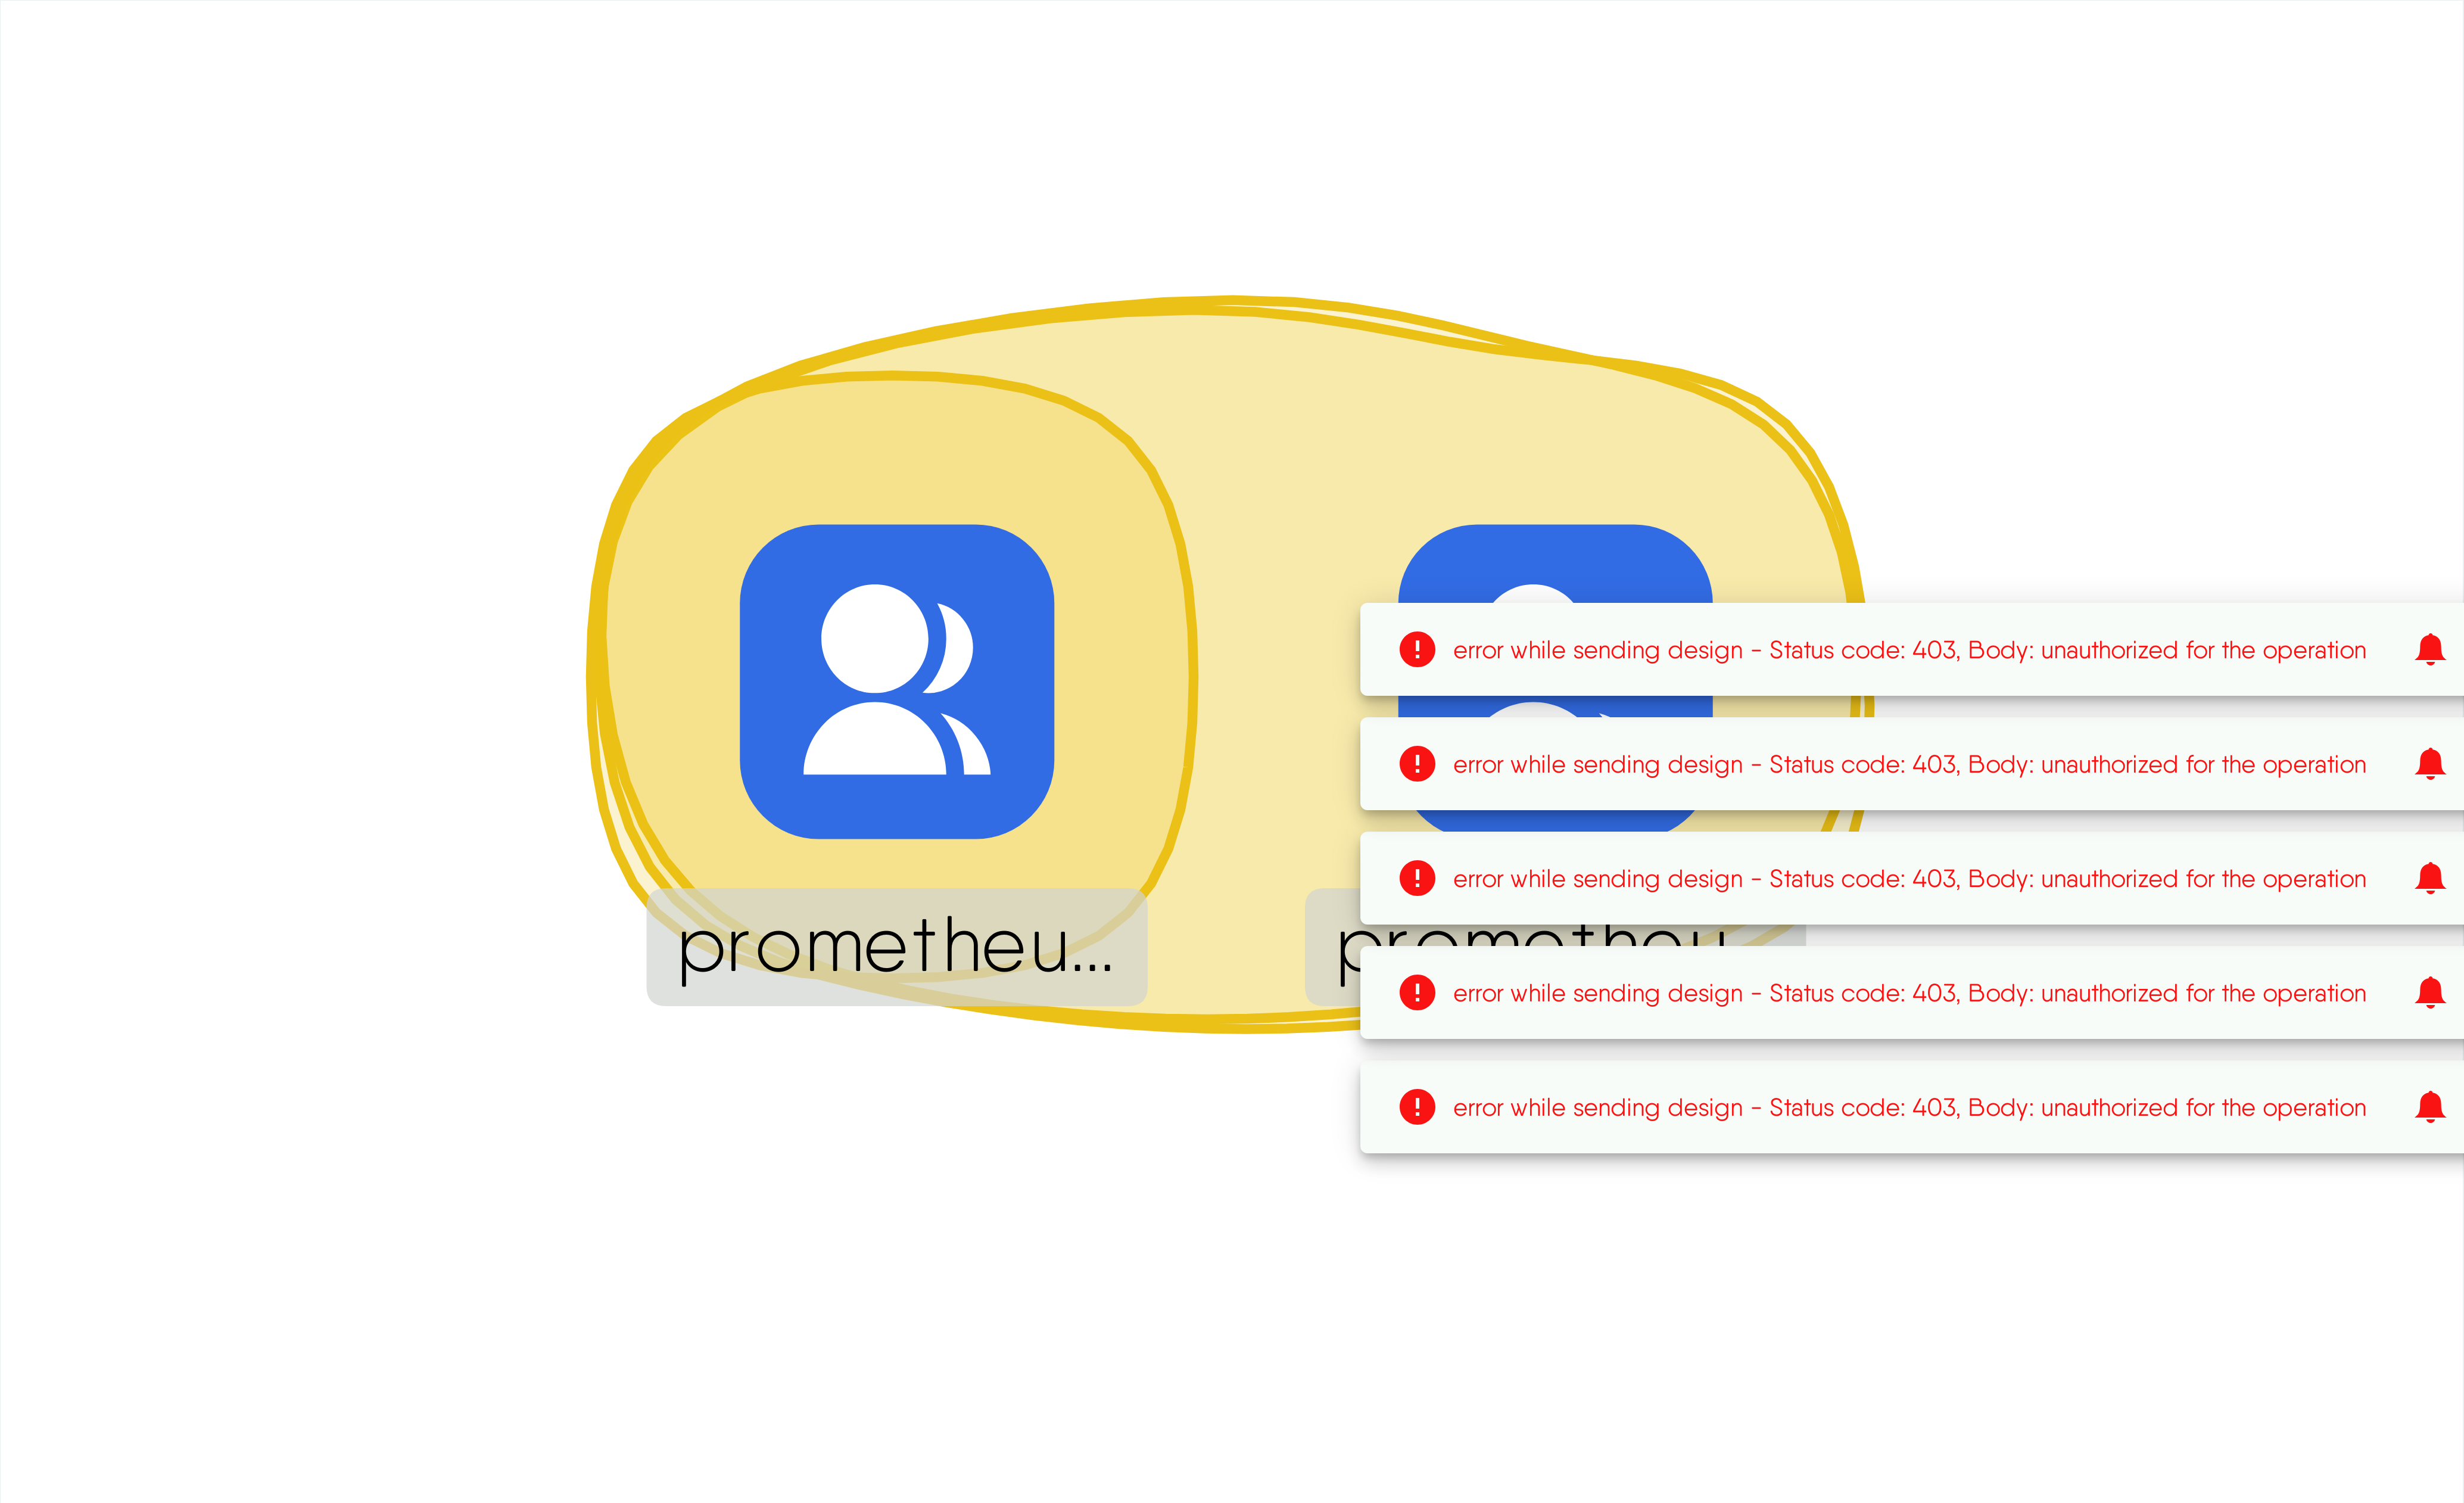 error while sending design - Status code: 403, Body: unauthorized for the operation
error while sending design - Status code: 403, Body: unauthorized for the operation
error while sending design - Status code: 403, Body: unauthorized for the operation
prometheu...
prometheu...
error while sending design - Status code: 403, Body: unauthorized for the operation
error while sending design - Status code: 403, Body: unauthorized for the operation